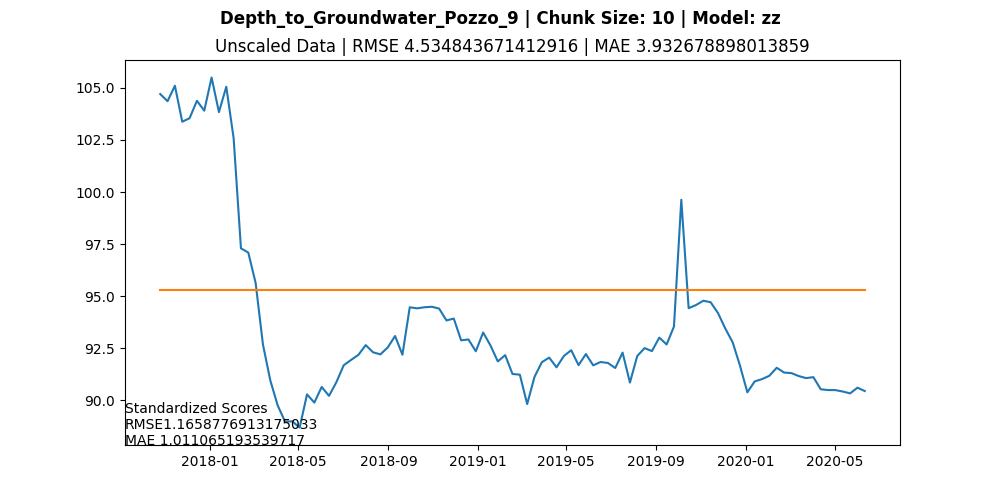 Depth_to_Groundwater_Pozzo_9 | Chunk Size: 10 | Model: zz
Unscaled Data | RMSE 4.534843671412916 | MAE 3.932678898013859
105.0
102.5
100.0
97.5
95.0
92.5
90.0
Standardized Scores
RMSE1.1658776913175033
MAE 1.011065193539717
2018-01 2018-05 2018-09 2019-01 2019-05 2019-09 2020-01 2020-05